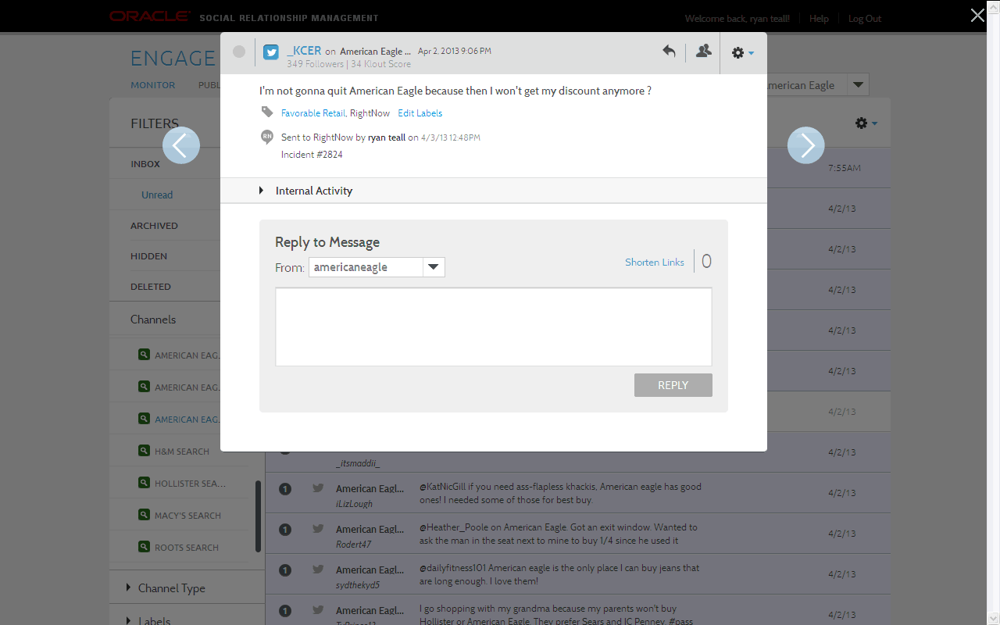 ORACLE SOCIAL RELATIONSHIP MANAGEMENT
Welcome back, ryan teall! Help Log Out
ENGAGE
MONITOR PUBL
American Eagle
_KCER on American Eagle ... Apr 2, 2013 9:06 PM
349 Followers | 34 Klout Score
I'm not gonna quit American Eagle because then I won't get my discount anymore ?
Favorable Retail, RightNow Edit Labels
RN Sent to RightNow by ryan teall on 4/3/13 12:48PM
Incident #2824
Internal Activity
Reply to Message
From: americaneagle
Shorten Links 0
REPLY
FILTERS
INBOX
Unread
ARCHIVED
HIDDEN
DELETED
Channels
AMERICAN EAG...
AMERICAN EAG...
AMERICAN EAG...
H&M SEARCH
HOLLISTER SEA...
MACY'S SEARCH
ROOTS SEARCH
Channel Type
Labels
7:55AM
4/2/13
4/2/13
4/2/13
4/2/13
4/2/13
4/2/13
_itsmaddii_
4/2/13
1 American Eagl... @KatNicGill if you need ass-flapless khackis, American eagle has good
iLizLough ones! I needed some of those for best buy.
4/2/13
1 American Eagl... @Heather_Poole on American Eagle. Got an exit window. Wanted to
Rodert47 ask the man in the seat next to mine to buy 1/4 since he used it
4/2/13
1 American Eagl... @dailyfitness101 American eagle is the only place I can buy jeans that
sydthekyd5 are long enough. I love them!
4/2/13
1 American Eagl... I go shopping with my grandma because my parents won't buy
Hollister or American Eagle. They prefer Sears and JC Penney. #pass
4/2/13